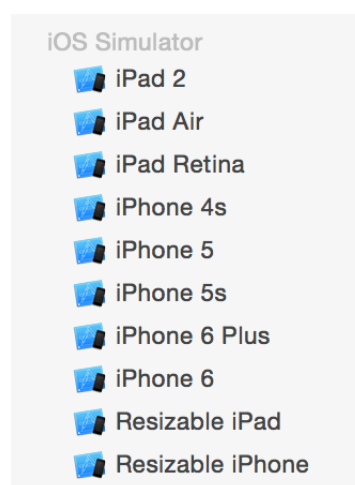 iOS Simulator
iPad 2
iPad Air
iPad Retina
iPhone 4s
iPhone 5
iPhone 5s
iPhone 6 Plus
iPhone 6
Resizable iPad
Resizable iPhone